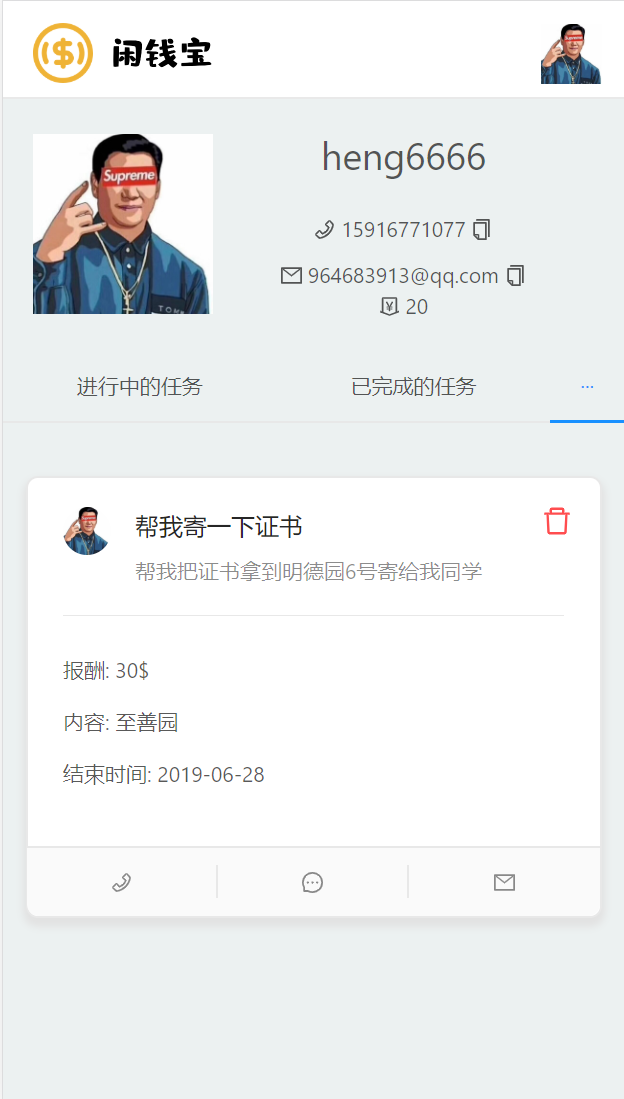 闲钱宝
heng6666
Supreme
15916771077
964683913@qq.com
¥ 20
进行中的任务
已完成的任务
···
帮我寄一下证书
帮我把证书拿到明德园6号寄给我同学
报酬: 30$
内容: 至善园
结束时间: 2019-06-28